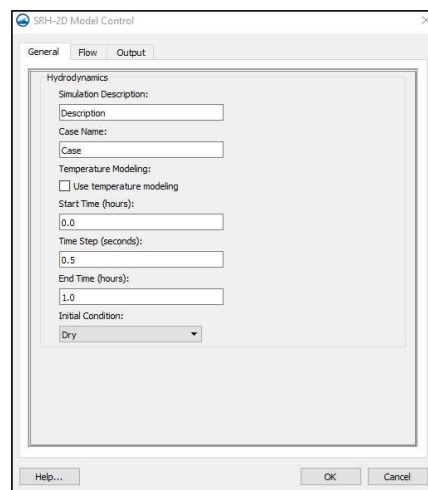 SRH-2D Model Control
General Flow Output
Hydrodynamics
Simulation Description:
Description
Case Name:
Case
Temperature Modeling:
Use temperature modeling
Start Time (hours):
0.0
Time Step (seconds):
0.5
End Time (hours):
1.0
Initial Condition:
Dry
Help... OK Cancel